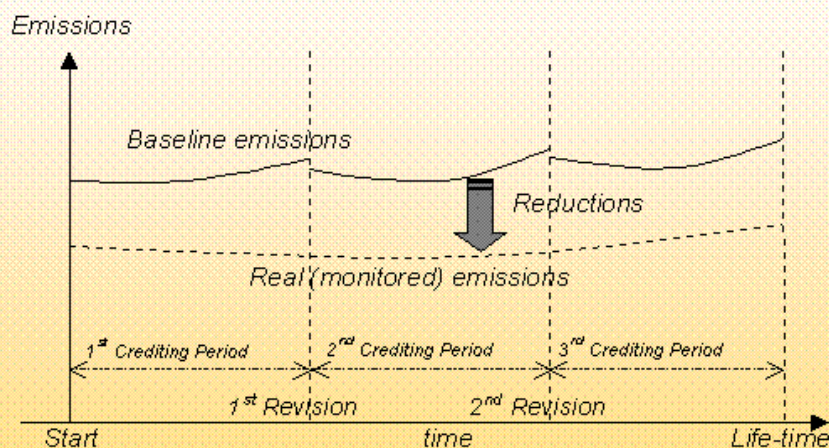 Emissions
Baseline emissions
Reductions
Real (monitored) emissions
1st Crediting Period
2nd Crediting Period
3rd Crediting Period
1st Revision
2nd Revision
Start
time
Life-time